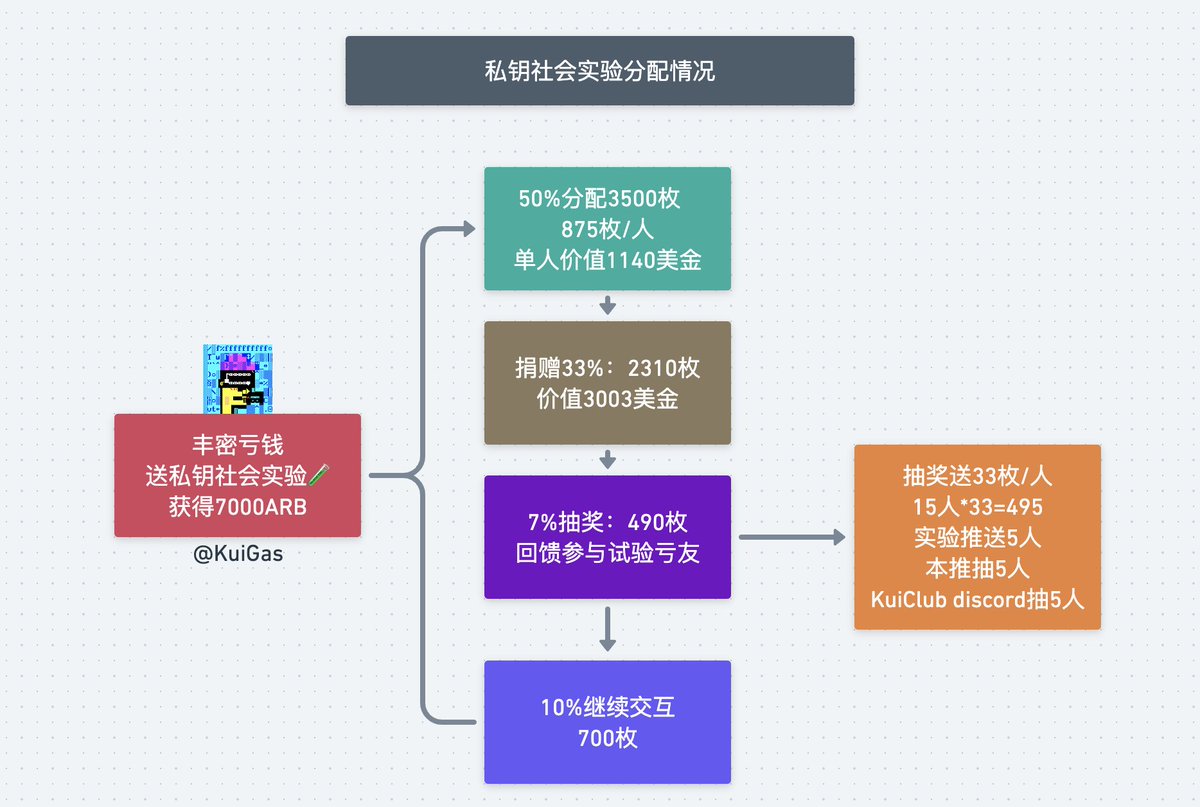 私钥社会实验分配情况
50%分配3500枚
875枚/人
单人价值1140美金
捐赠33%：2310枚
价值3003美金
丰密亏钱
送私钥社会实验
获得7000ARB
@KuiGas
7%抽奖：490枚
回馈参与试验亏友
抽奖送33枚/人
15人*33=495
实验推送5人
本推抽5人
KuiClub discord抽5人
10%继续交互
700枚